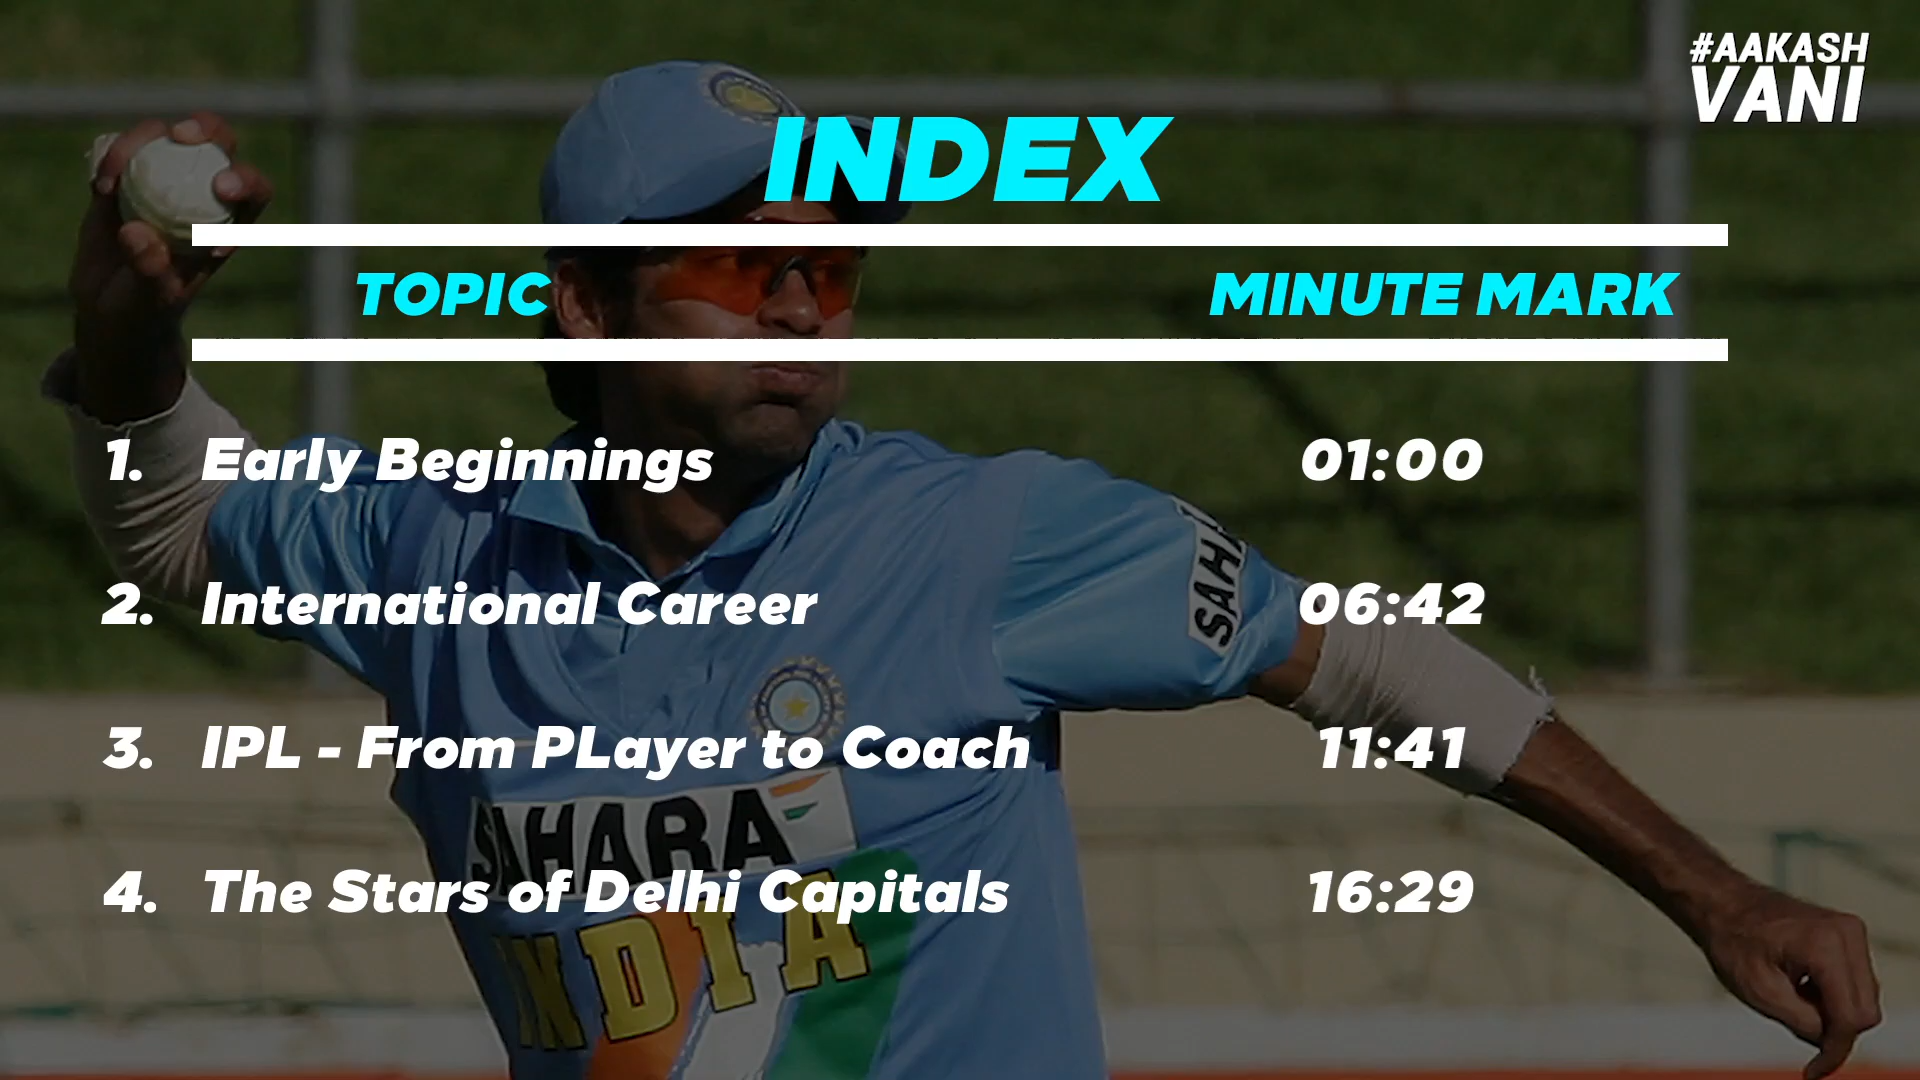 #AAKASH
VANI
INDEX
TOPIC MINUTE MARK
1. Early Beginnings 01:00
2. International Career 06:42
3. IPL - From PLayer to Coach 11:41
4. The Stars of Delhi Capitals 16:29
SAHARA
INDIA